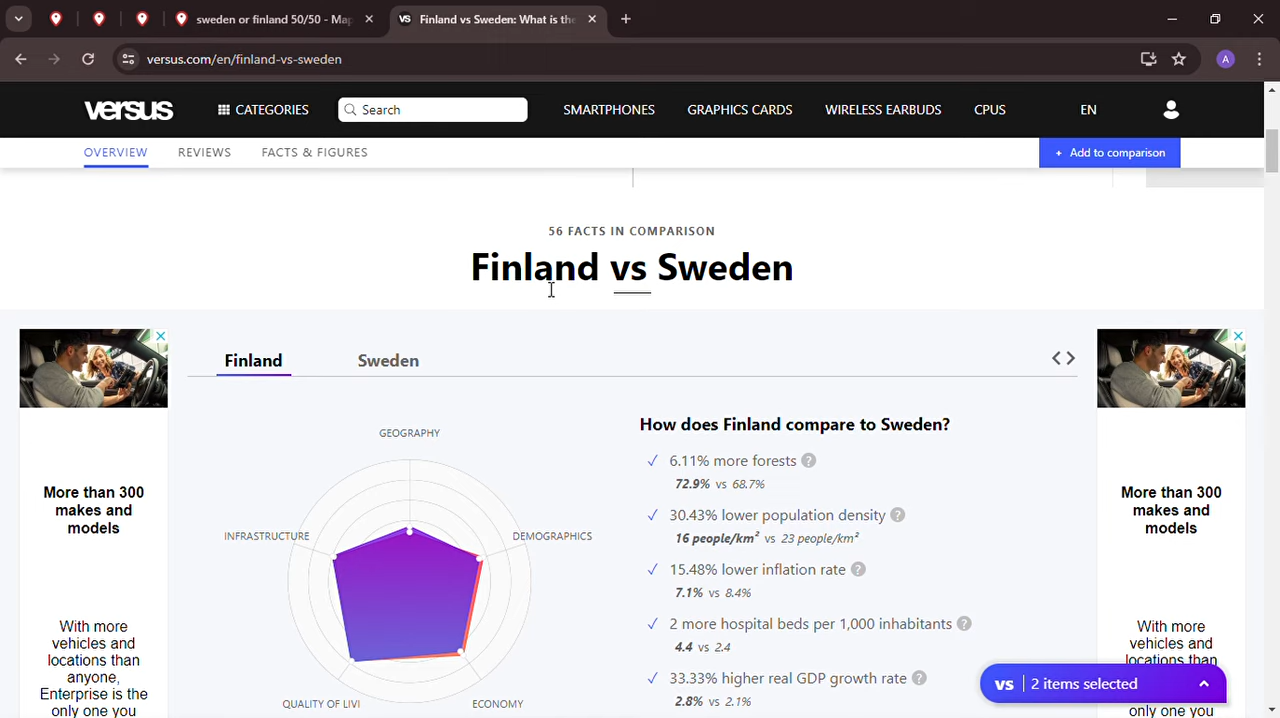 sweden or finland 50/50 - Map
Finland vs Sweden: What is the
versus.com/en/finland-vs-sweden
A
versus
CATEGORIES
Search
SMARTPHONES
GRAPHICS CARDS
WIRELESS EARBUDS
CPUS
EN
OVERVIEW
REVIEWS
FACTS & FIGURES
+ Add to comparison
56 FACTS IN COMPARISON
Finland vs Sweden
Finland
Sweden
GEOGRAPHY
INFRASTRUCTURE
DEMOGRAPHICS
QUALITY OF LIVI
ECONOMY
How does Finland compare to Sweden?
✓ 6.11% more forests ?
72.9% vs 68.7%
✓ 30.43% lower population density ?
16 people/km² vs 23 people/km²
✓ 15.48% lower inflation rate ?
7.1% vs 8.4%
✓ 2 more hospital beds per 1,000 inhabitants ?
4.4 vs 2.4
✓ 33.33% higher real GDP growth rate ?
2.8% vs 2.1%
More than 300
makes and
models
With more
vehicles and
locations than
anyone,
Enterprise is the
only one you
More than 300
makes and
models
With more
vehicles and
locations than
only one you
vs 2 items selected